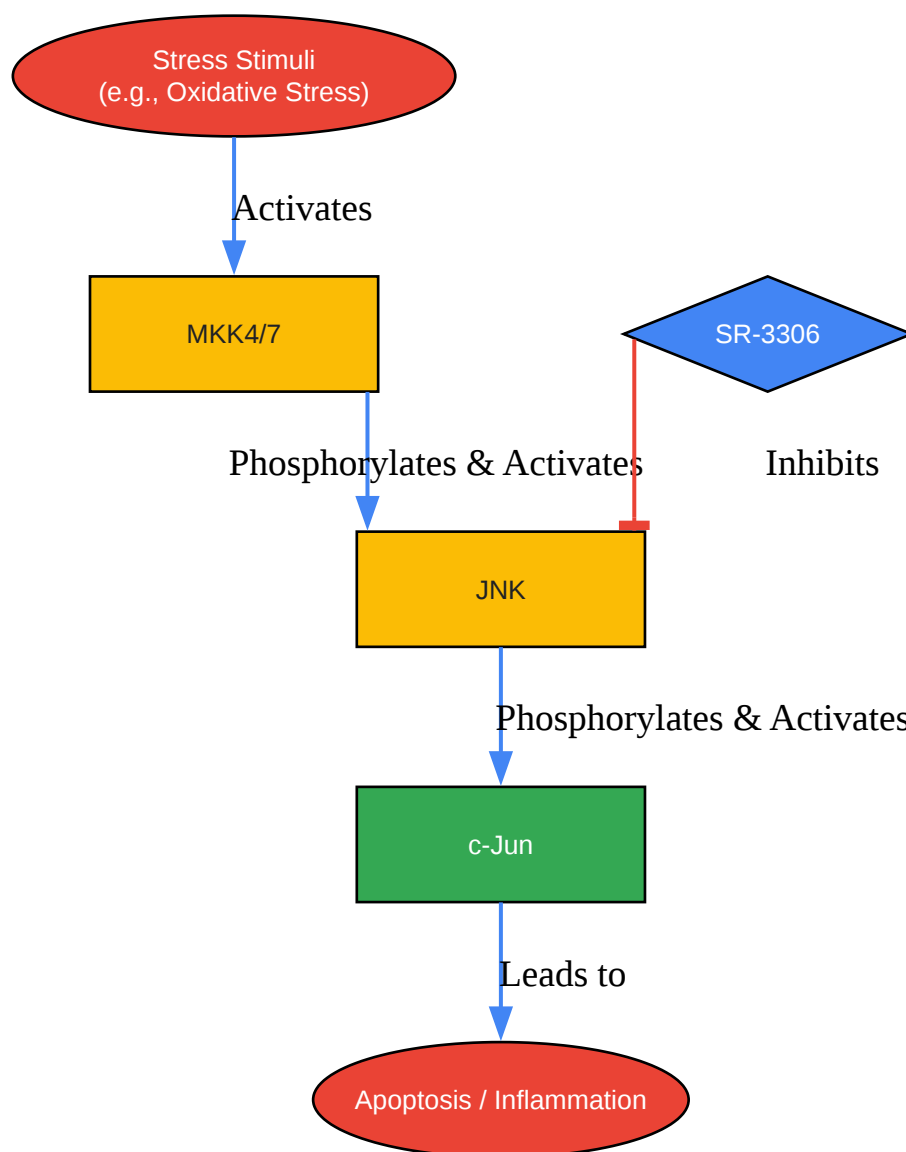 Stress Stimuli
(e.g., Oxidative Stress)
Activates
MKK4/7
SR-3306
Phosphorylates & Activates
Inhibits
JNK
Phosphorylates & Activates
c-Jun
Leads to
Apoptosis / Inflammation